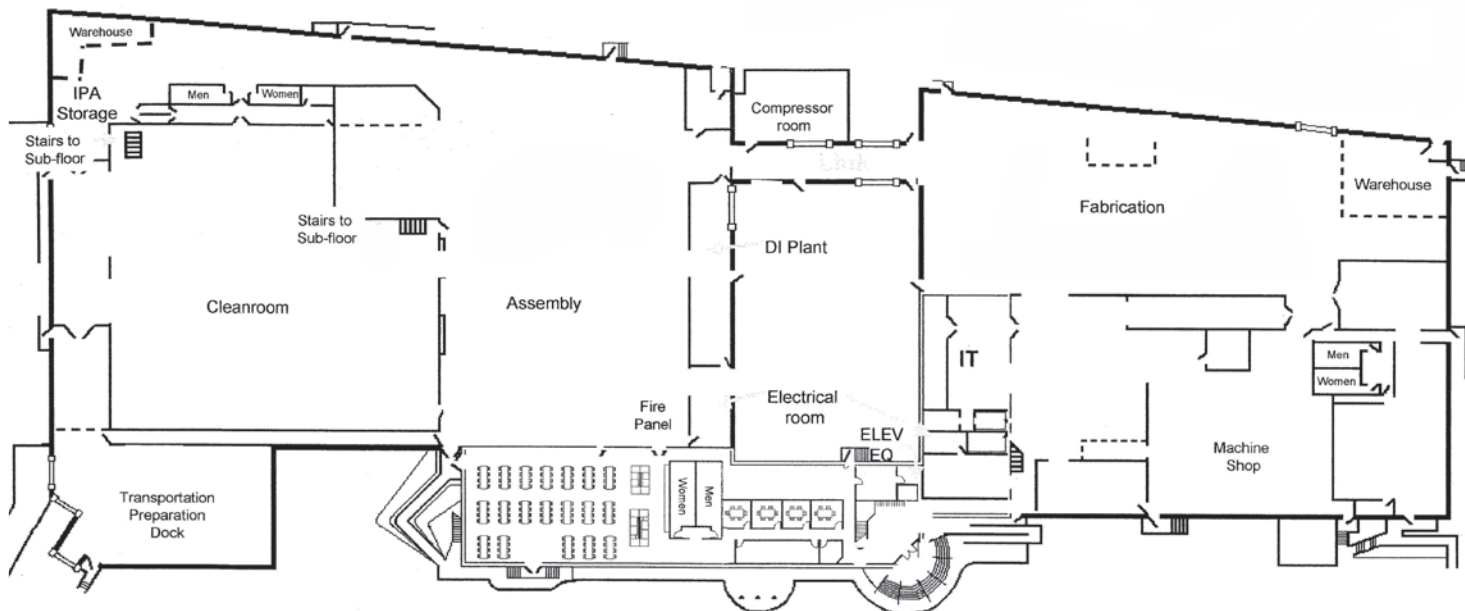 Warehouse
IPA
Storage
Men
Women
Stairs to
Sub-floor
Compressor
room
Link
Stairs to
Sub-floor
Cleanroom
Assembly
DI Plant
Fabrication
Warehouse
IT
Fire
Panel
Electrical
room
ELEV
EQ
Men
Women
Machine
Shop
Transportation
Preparation
Dock
Women
Men